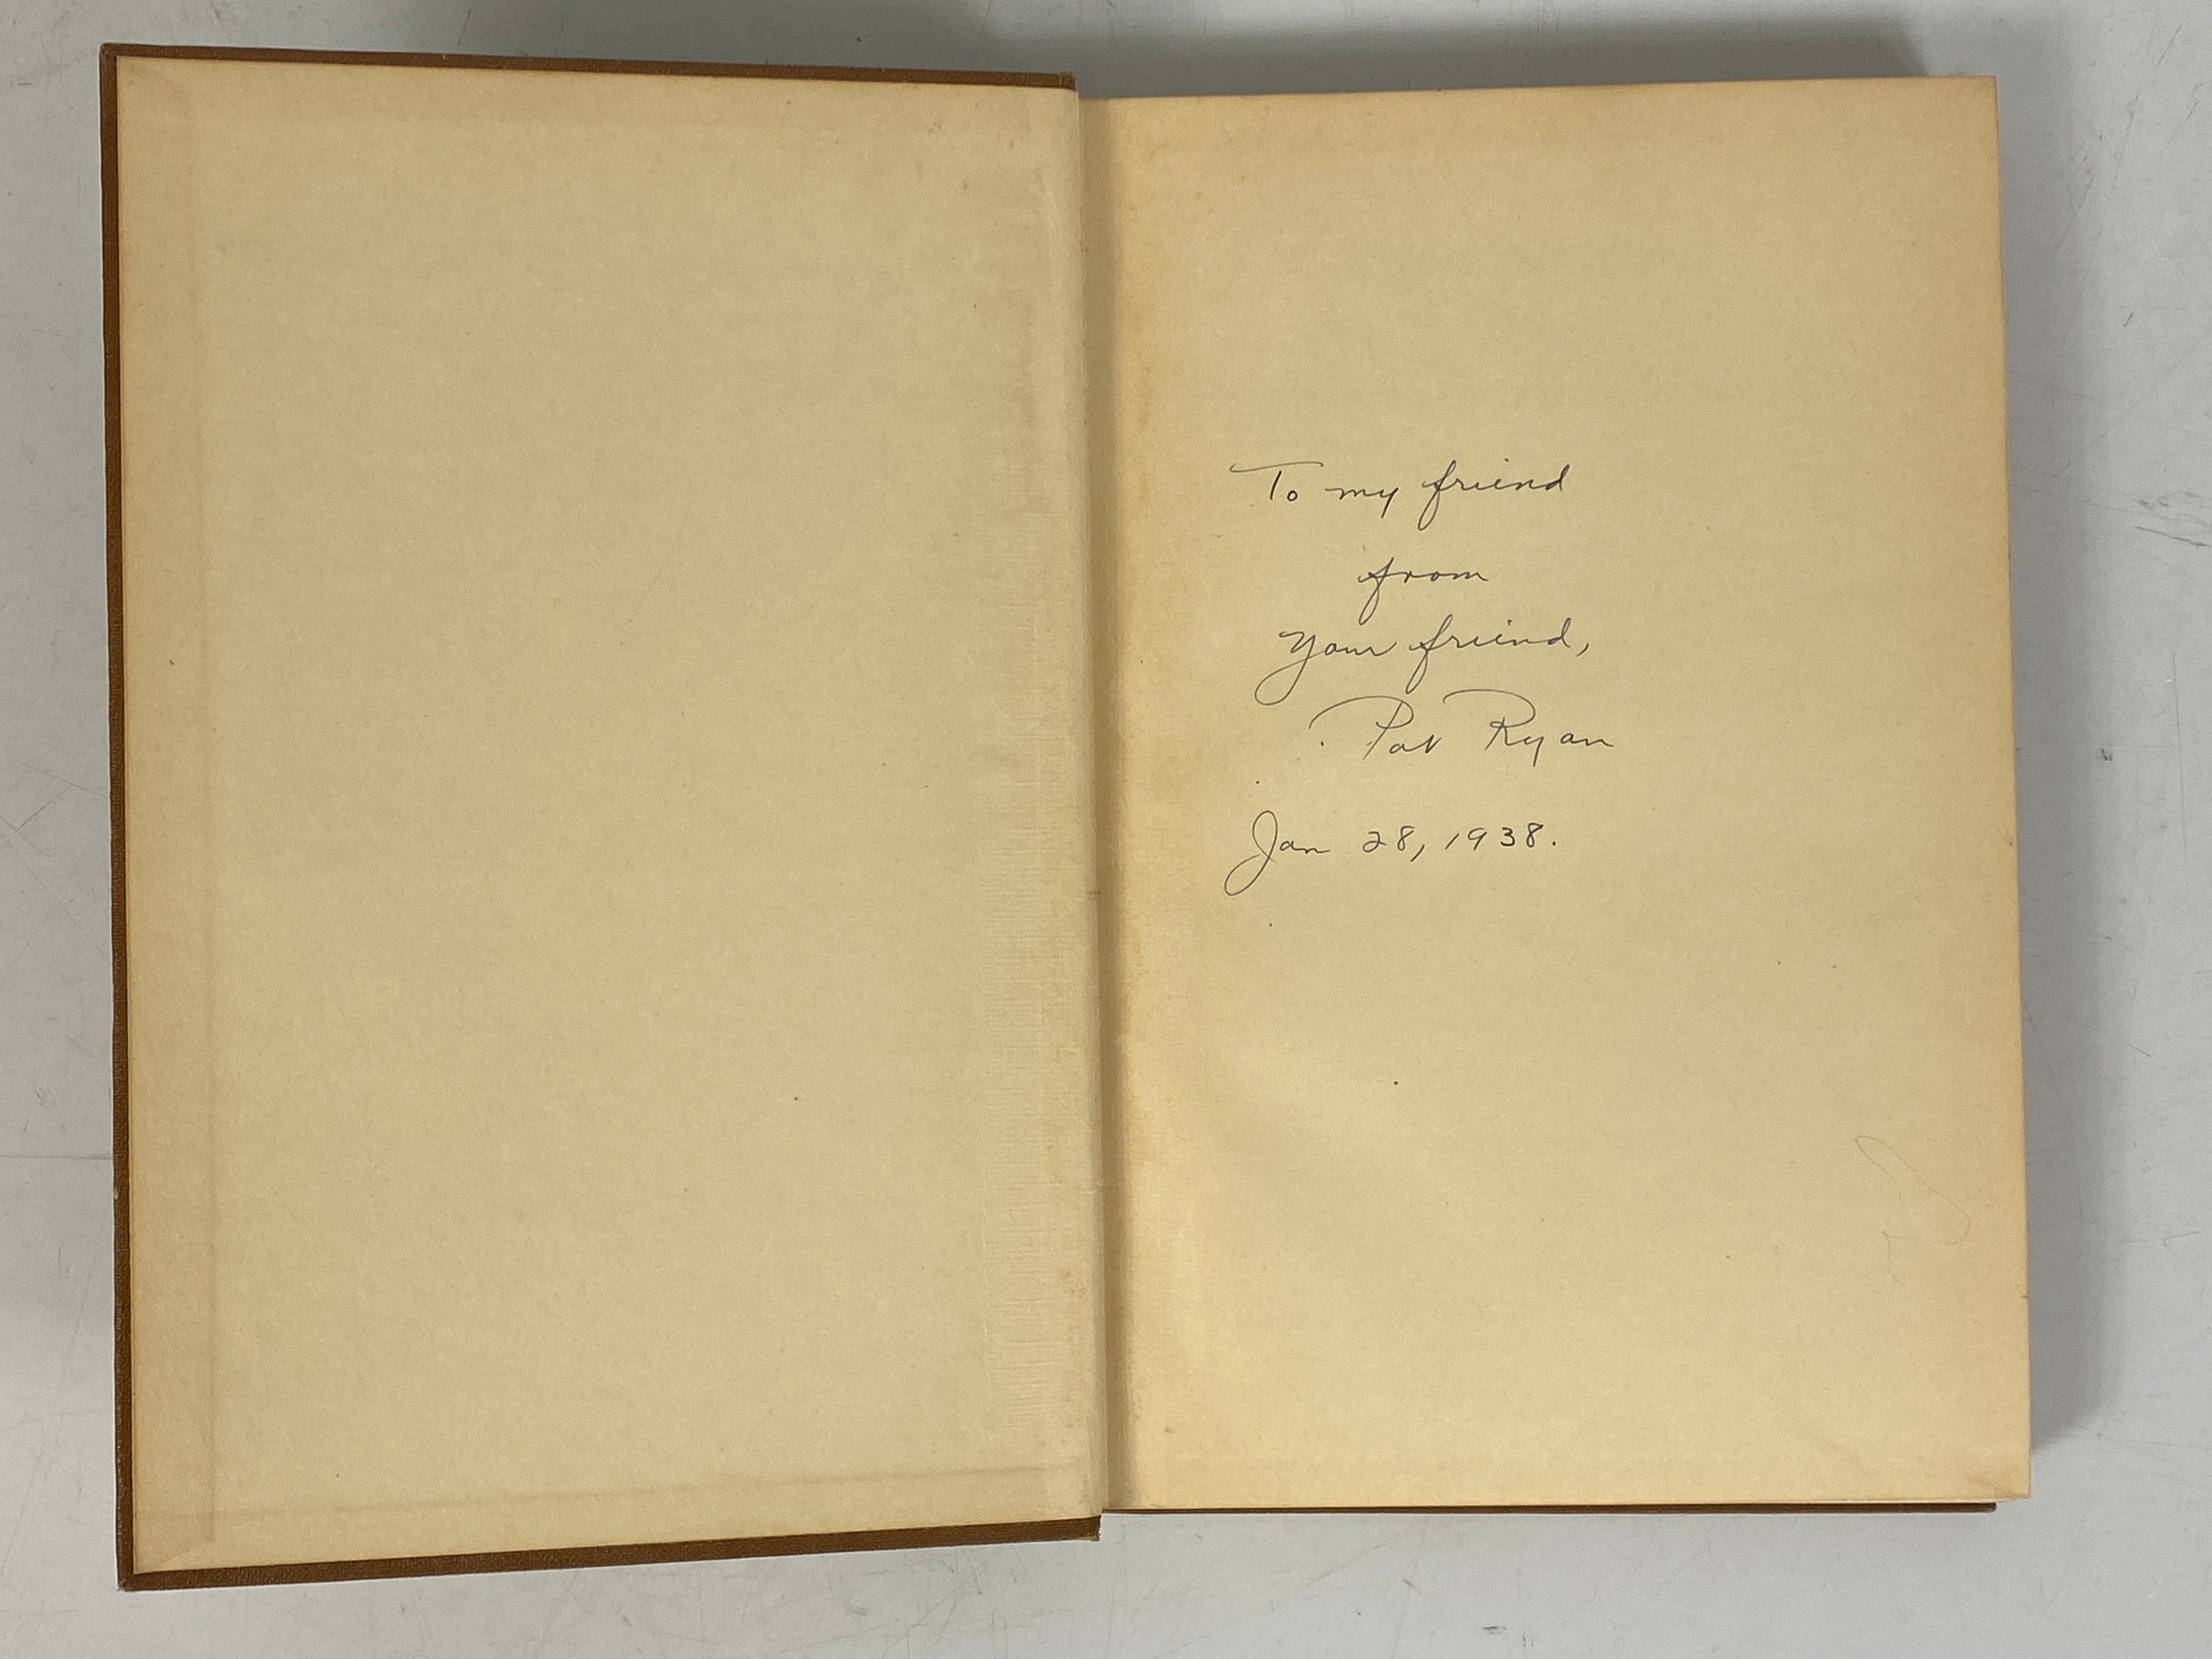 To my friend
from
Your friend,
Pat Ryan
Jan 28, 1938.